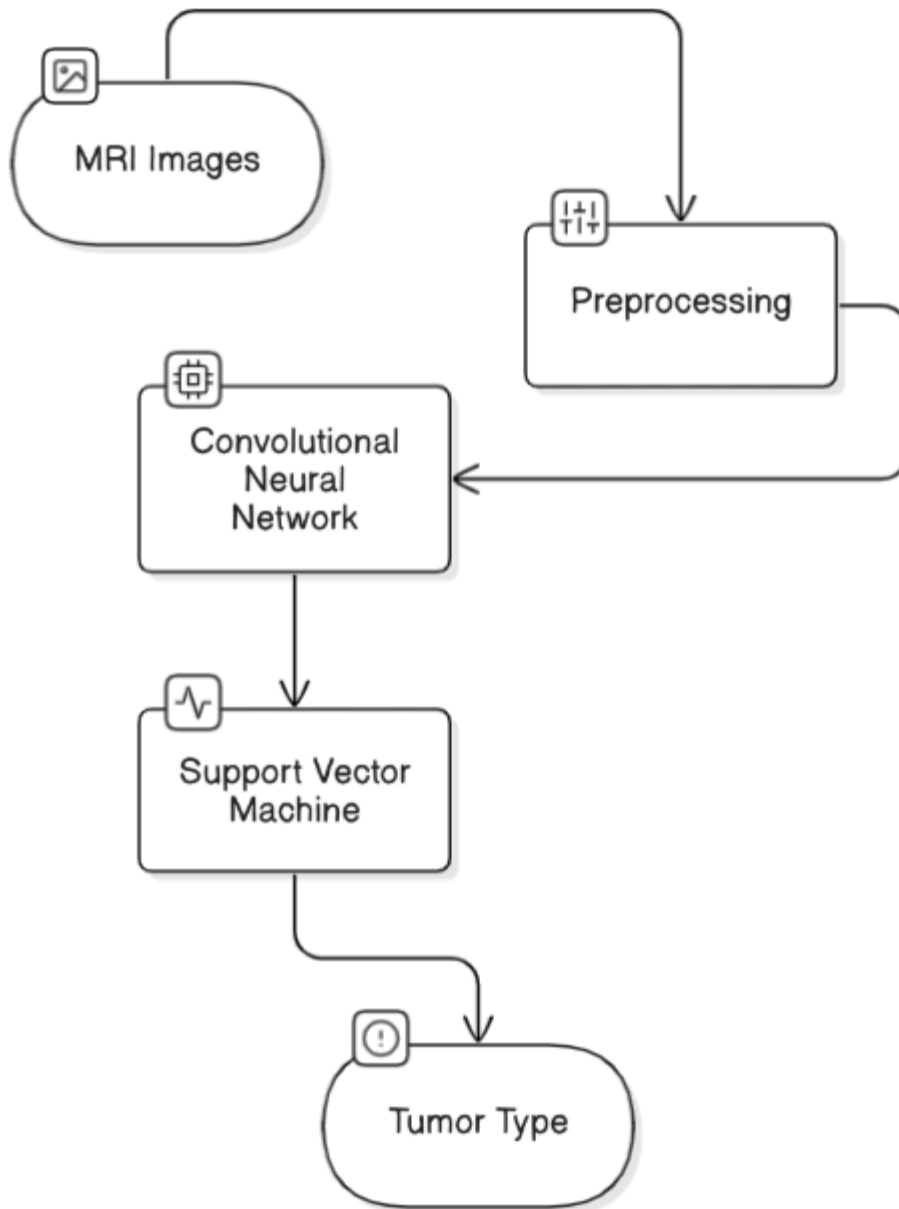 MRI Images
Preprocessing
Convolutional
Neural
Network
Support Vector
Machine
Tumor Type